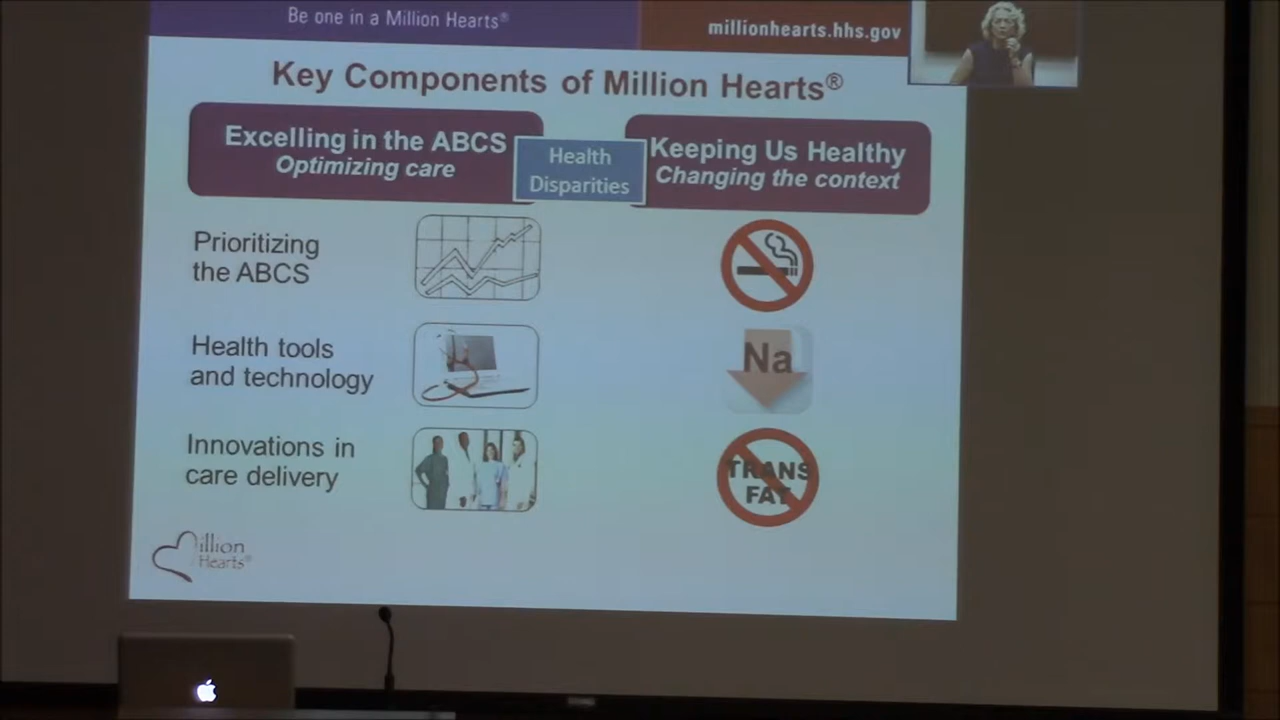 Be one in a Million Hearts®
millionhearts.hhs.gov
Key Components of Million Hearts®
Excelling in the ABCS
Optimizing care
Health
Disparities
Keeping Us Healthy
Changing the context
Prioritizing
the ABCS
Health tools
and technology
Na
Innovations in
care delivery
TRANS
FAT
Million
Hearts®